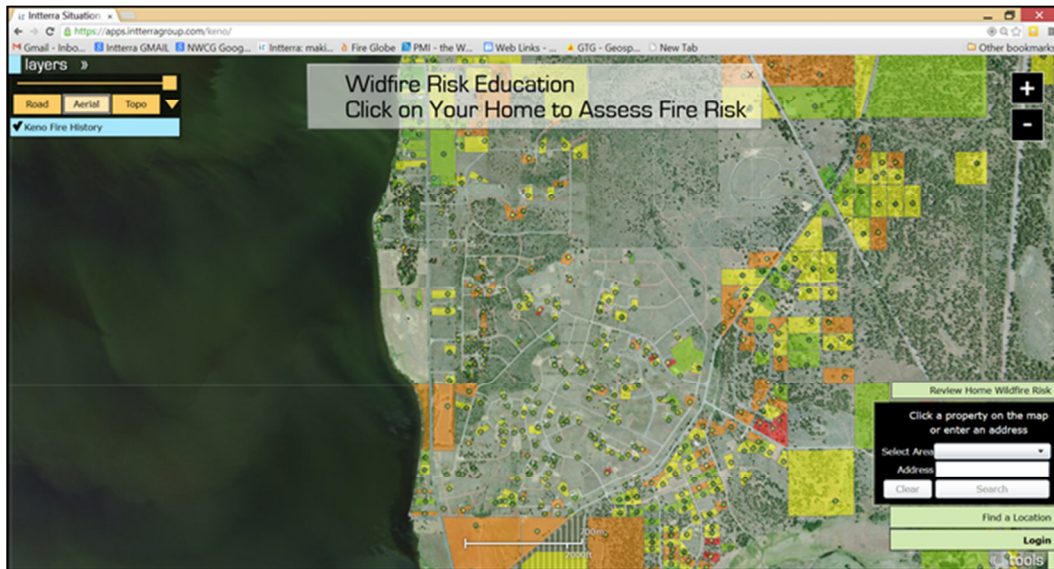 Intterra Situation
https://apps.intterragroup.com/keno/
Gmail - Inbo...
Intterra GMAIL
NWCG Goog...
Intterra: maki...
Fire Globe
PMI - the W...
Web Links - ...
GTG - Geosp...
New Tab
Other bookmarks
layers
Road
Aerial
Topo
Keno Fire History
Widfire Risk Education
Click on Your Home to Assess Fire Risk
X
+
-
Review Home Wildfire Risk
Click a property on the map
or enter an address
Select Area
Address
Clear
Search
Find a Location
Login
tools
200m
2000ft